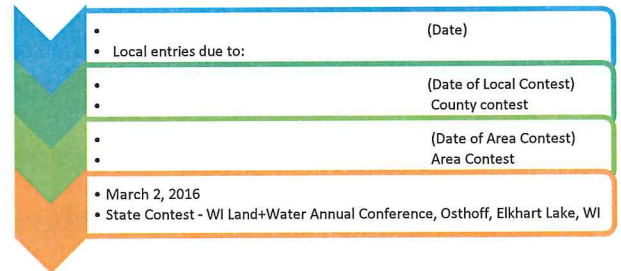 • (Date)
• Local entries due to:
• (Date of Local Contest)
• County contest
• (Date of Area Contest)
• Area Contest
• March 2, 2016
• State Contest - WI Land+Water Annual Conference, Osthoff, Elkhart Lake, WI